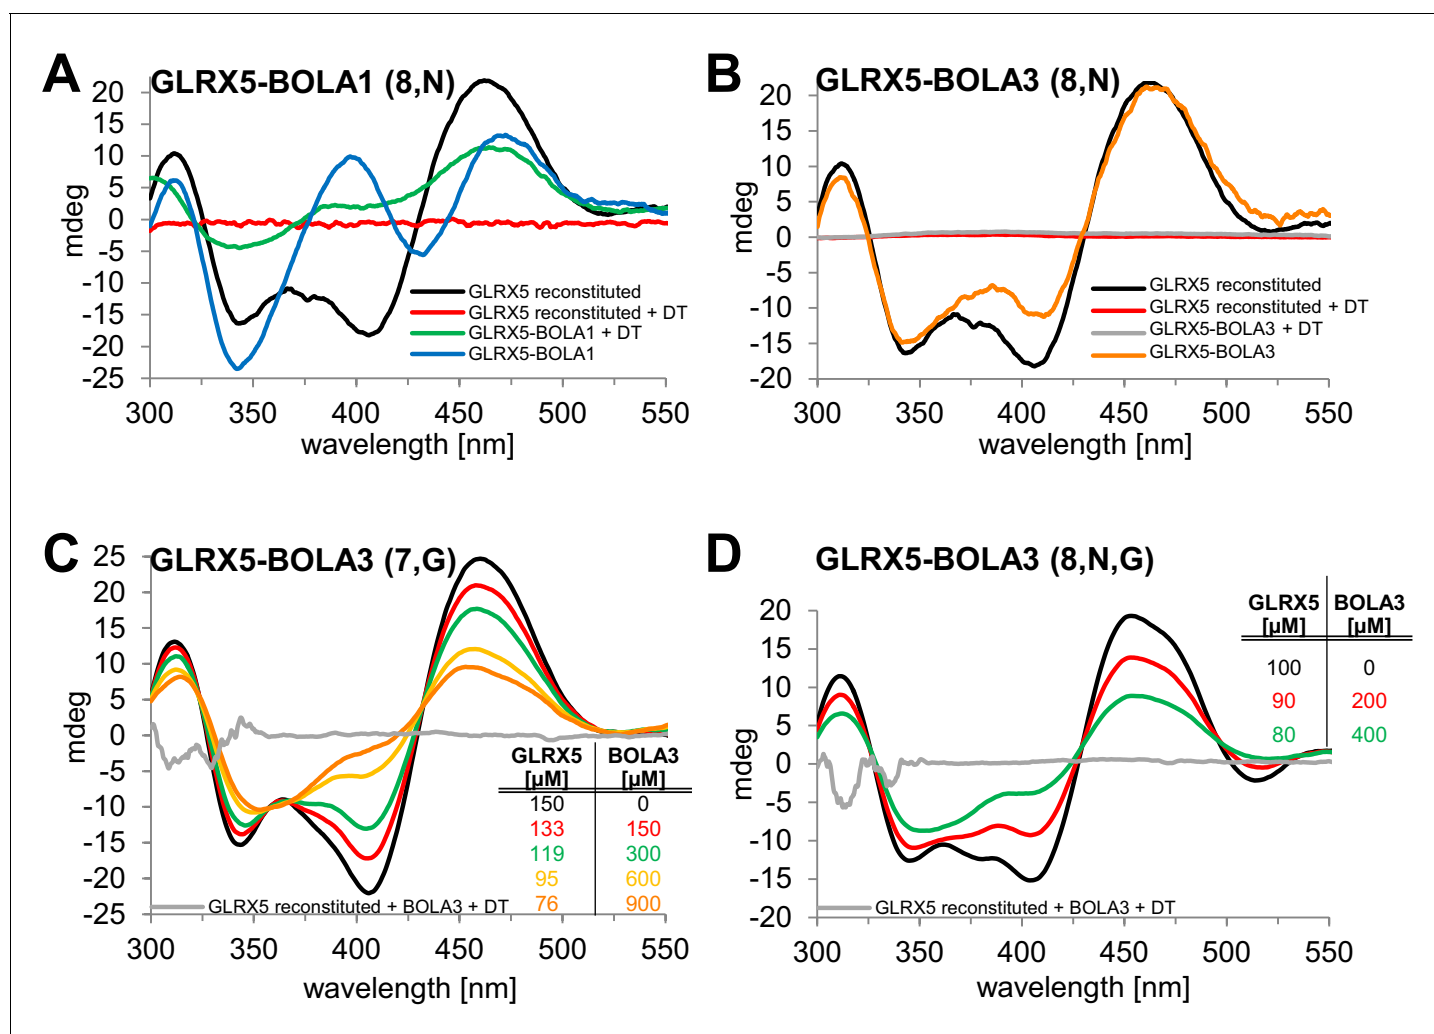 A
GLRX5-BOLA1 (8,N)
20
15
10
5
0
-5
-10
-15
-20
-25
mdeg
GLRX5 reconstituted
GLRX5 reconstituted + DT
GLRX5-BOLA1 + DT
GLRX5-BOLA1
300 350 400 450 500 550
wavelength [nm]
B
GLRX5-BOLA3 (8,N)
20
15
10
5
0
-5
-10
-15
-20
mdeg
GLRX5 reconstituted
GLRX5 reconstituted + DT
GLRX5-BOLA3 + DT
GLRX5-BOLA3
300 350 400 450 500 550
wavelength [nm]
C
GLRX5-BOLA3 (7,G)
25
20
15
10
5
0
-5
-10
-15
-20
-25
mdeg
GLRX5 BOLA3
[µM] [µM]
150 0
133 150
119 300
95 600
76 900
GLRX5 reconstituted + BOLA3 + DT
300 350 400 450 500 550
wavelength [nm]
D
GLRX5-BOLA3 (8,N,G)
20
15
10
5
0
-5
-10
-15
-20
mdeg
GLRX5 BOLA3
[µM] [µM]
100 0
90 200
80 400
GLRX5 reconstituted + BOLA3 + DT
300 350 400 450 500 550
wavelength [nm]